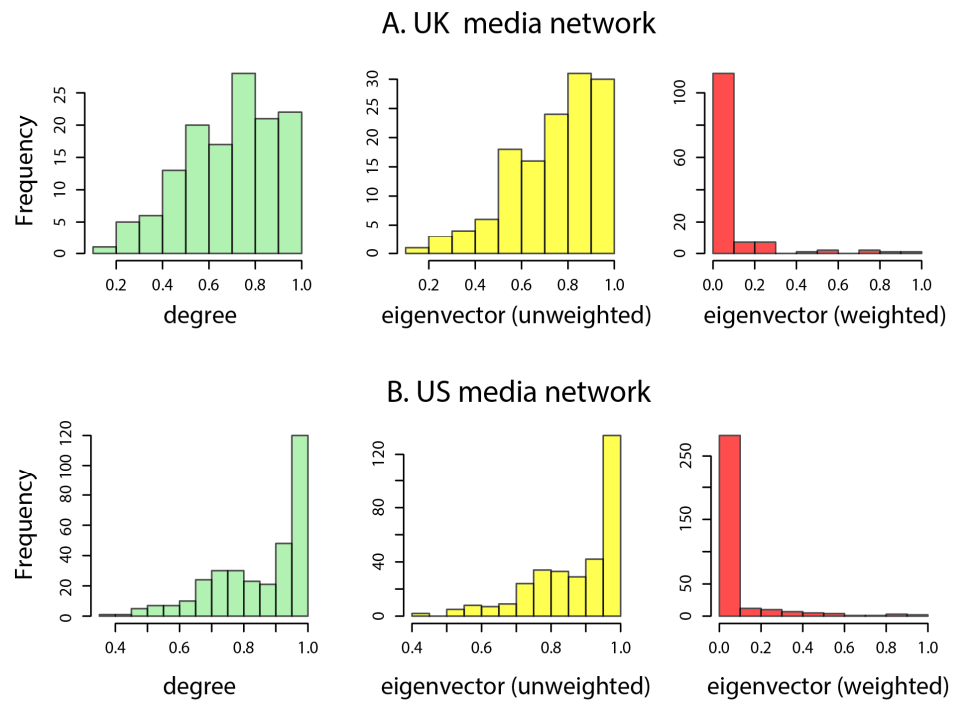 A. UK media network
Frequency
0 5 10 15 20 25
0.2 0.4 0.6 0.8 1.0
degree
0 5 10 15 20 25 30
0.2 0.4 0.6 0.8 1.0
eigenvector (unweighted)
0 20 60 100
0.0 0.2 0.4 0.6 0.8 1.0
eigenvector (weighted)
B. US media network
Frequency
0 20 40 60 80 100 120
0.4 0.6 0.8 1.0
degree
0 40 80 120
0.4 0.6 0.8 1.0
eigenvector (unweighted)
0 50 150 250
0.0 0.2 0.4 0.6 0.8 1.0
eigenvector (weighted)